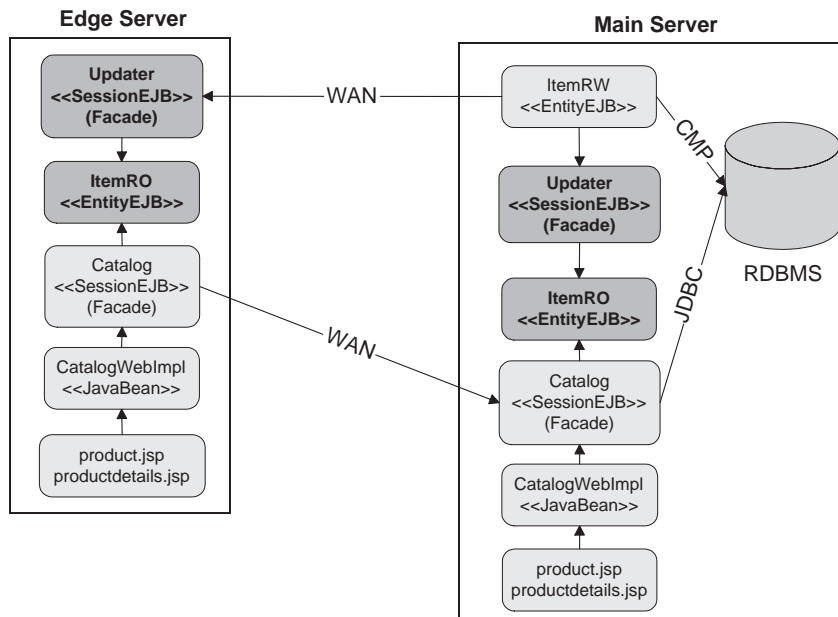 Edge Server
Updater
<<SessionEJB>>
(Facade)
ItemRO
<<EntityEJB>>
Catalog
<<SessionEJB>>
(Facade)
CatalogWebImpl
<<JavaBean>>
product.jsp
productdetails.jsp
WAN
WAN
Main Server
ItemRW
<<EntityEJB>>
Updater
<<SessionEJB>>
(Facade)
ItemRO
<<EntityEJB>>
Catalog
<<SessionEJB>>
(Facade)
CatalogWebImpl
<<JavaBean>>
product.jsp
productdetails.jsp
CMP
JDBC
RDBMS